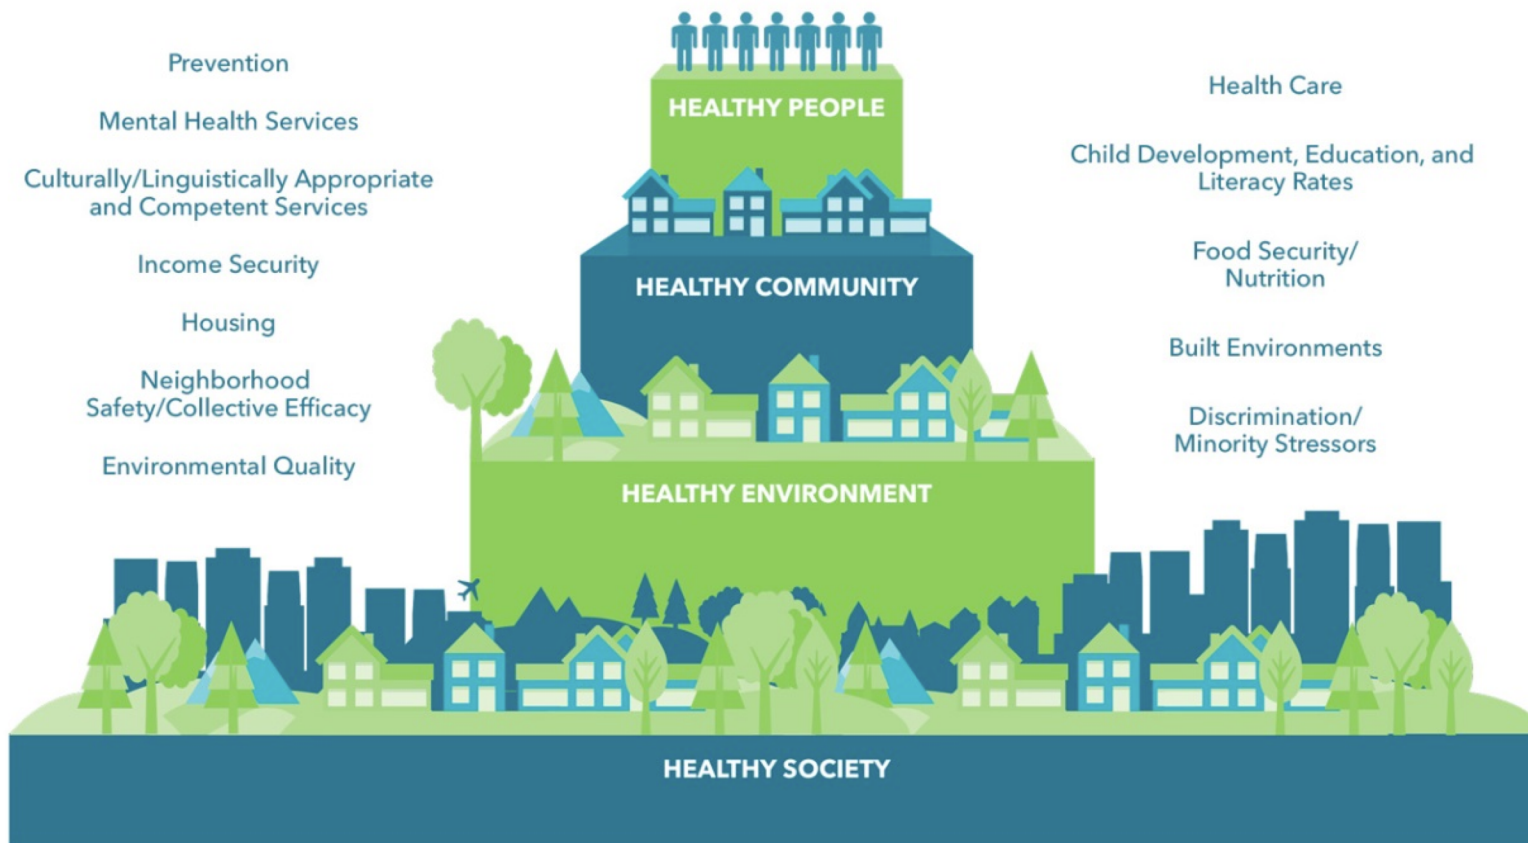 Prevention
Mental Health Services
Culturally/Linguistically Appropriate
and Competent Services
Income Security
Housing
Neighborhood
Safety/Collective Efficacy
Environmental Quality
HEALTHY PEOPLE
HEALTHY COMMUNITY
HEALTHY ENVIRONMENT
HEALTHY SOCIETY
Health Care
Child Development, Education, and
Literacy Rates
Food Security/
Nutrition
Built Environments
Discrimination/
Minority Stressors